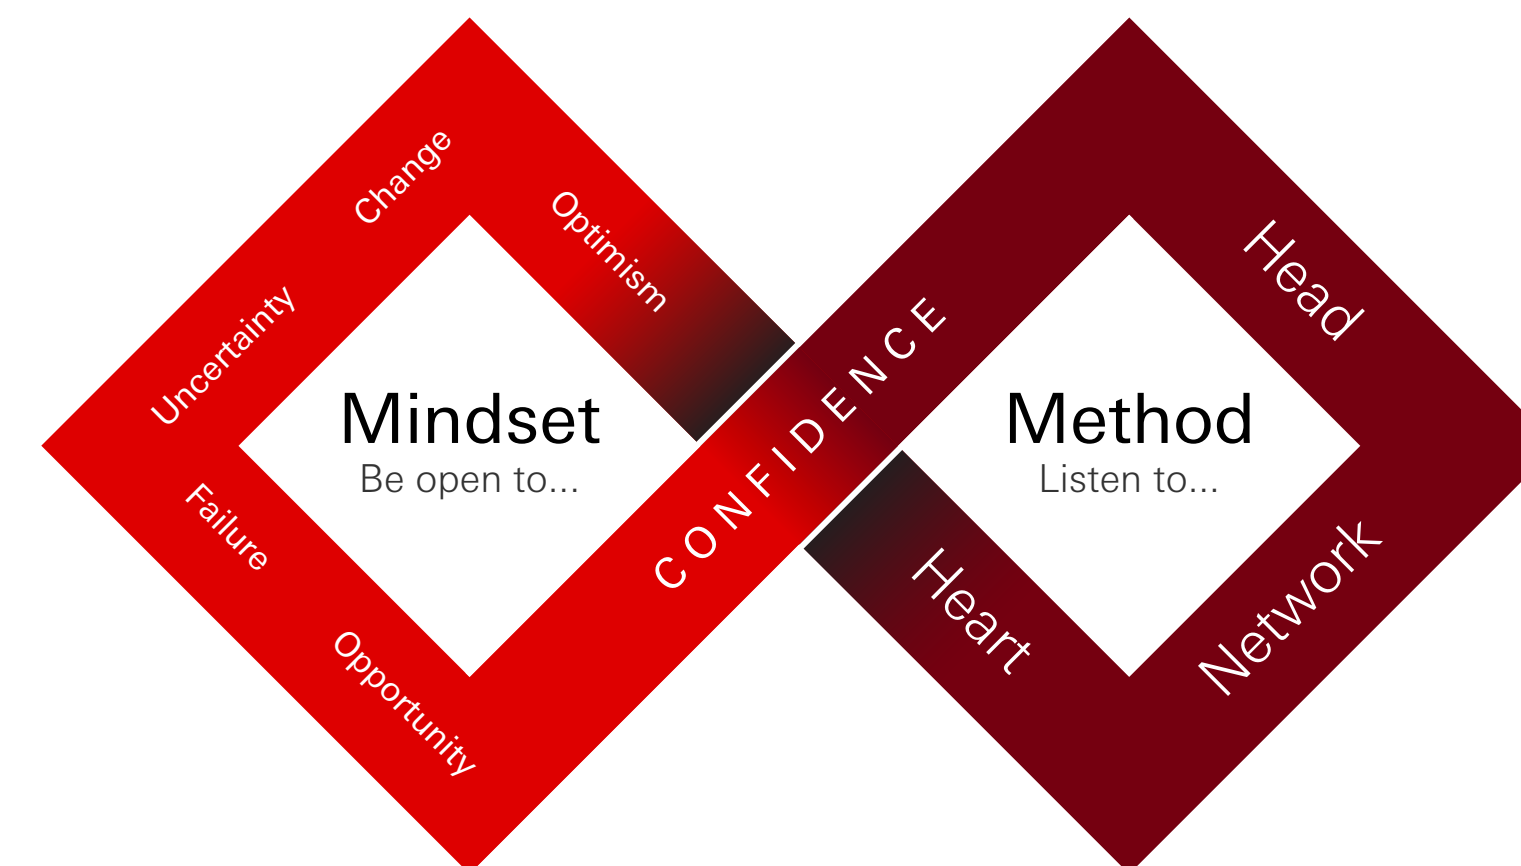 Change
Optimism
Uncertainty
Mindset
Be open to...
Failure
Opportunity
CONFIDENCE
Head
Method
Listen to...
Heart
Network